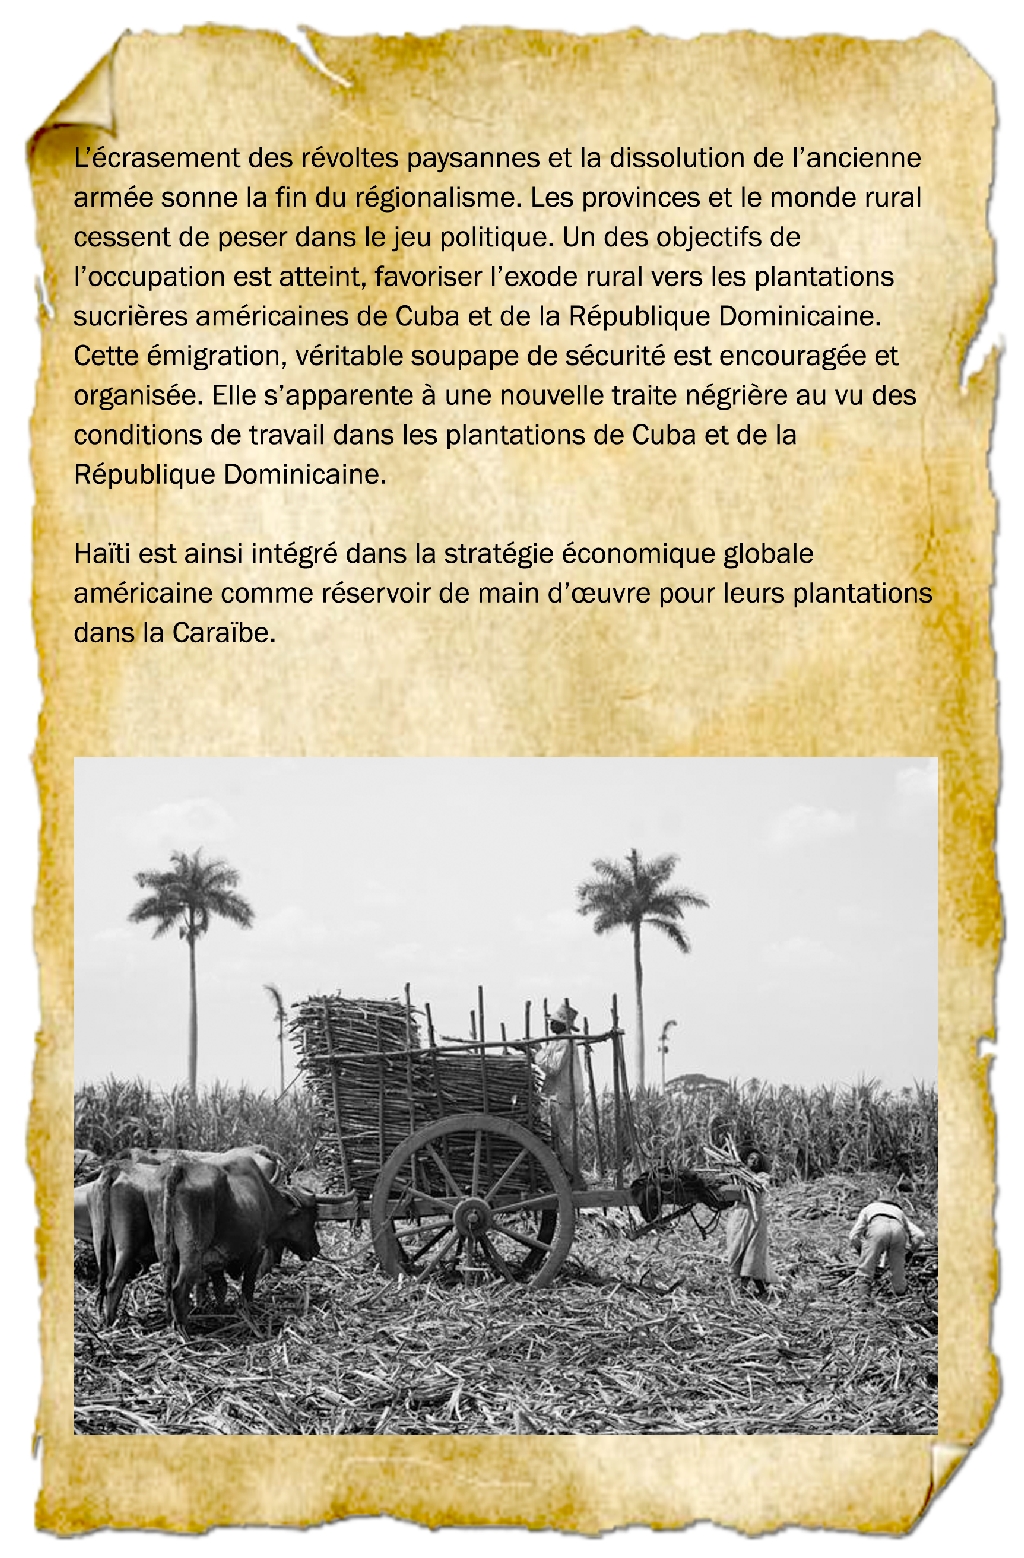 L’écrasement des révoltes paysannes et la dissolution de l’ancienne
armée sonne la fin du régionalisme. Les provinces et le monde rural
cessent de peser dans le jeu politique. Un des objectifs de
l’occupation est atteint, favoriser l’exode rural vers les plantations
sucrières américaines de Cuba et de la République Dominicaine.
Cette émigration, véritable soupape de sécurité est encouragée et
organisée. Elle s’apparente à une nouvelle traite négrière au vu des
conditions de travail dans les plantations de Cuba et de la
République Dominicaine.
Haïti est ainsi intégré dans la stratégie économique globale
américaine comme réservoir de main d’œuvre pour leurs plantations
dans la Caraïbe.